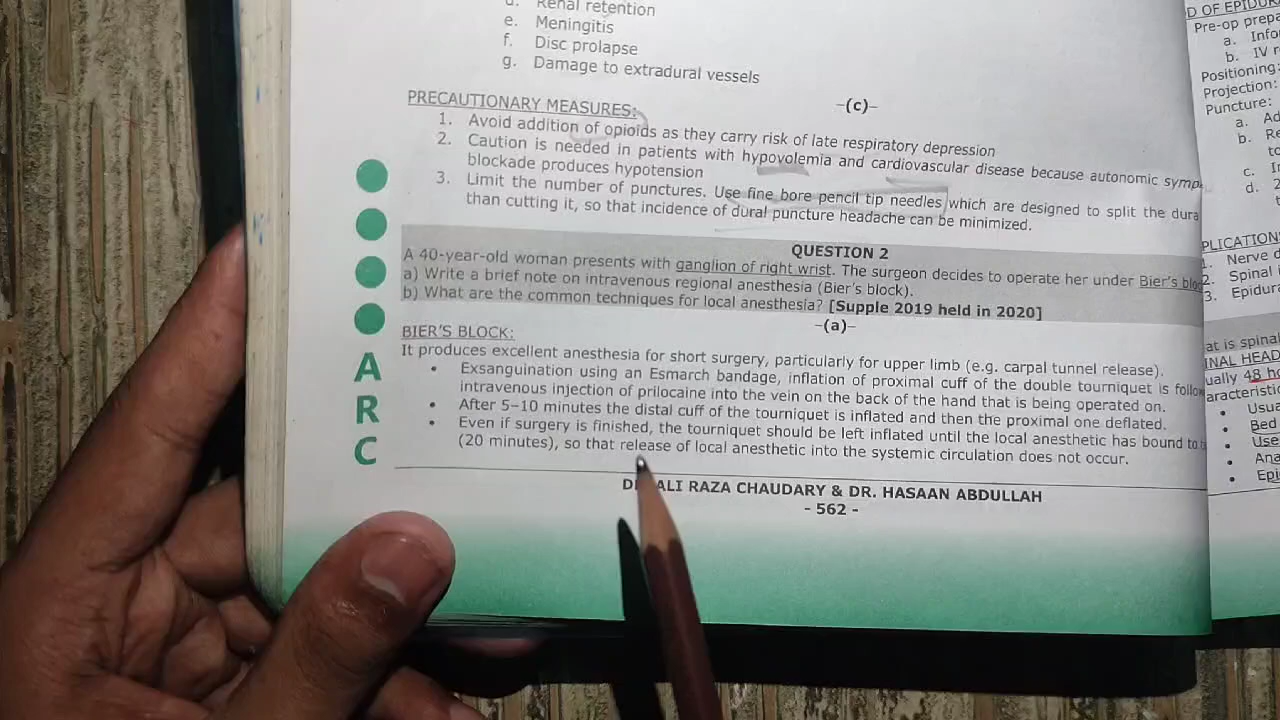 d. Renal retention
e. Meningitis
f. Disc prolapse
g. Damage to extradural vessels
-(c)-
PRECAUTIONARY MEASURES:
1. Avoid addition of opioids as they carry risk of late respiratory depression
2. Caution is needed in patients with hypovolemia and cardiovascular disease because autonomic symp
blockade produces hypotension
3. Limit the number of punctures. Use fine bore pencil tip needles which are designed to split the dura
than cutting it, so that incidence of dural puncture headache can be minimized.
QUESTION 2
A 40-year-old woman presents with ganglion of right wrist. The surgeon decides to operate her under Bier's bloc
a) Write a brief note on intravenous regional anesthesia (Bier's block).
b) What are the common techniques for local anesthesia? [Supple 2019 held in 2020]
-(a)-
BIER'S BLOCK:
It produces excellent anesthesia for short surgery, particularly for upper limb (e.g. carpal tunnel release).
• Exsanguination using an Esmarch bandage, inflation of proximal cuff of the double tourniquet is follow
intravenous injection of prilocaine into the vein on the back of the hand that is being operated on.
• After 5–10 minutes the distal cuff of the tourniquet is inflated and then the proximal one deflated.
• Even if surgery is finished, the tourniquet should be left inflated until the local anesthetic has bound to
(20 minutes), so that release of local anesthetic into the systemic circulation does not occur.
ALI RAZA CHAUDARY & DR. HASAAN ABDULLAH
- 562 -
A
R
C
D OF EPIDU
Pre-op prepa
a. Info
b. IV
Positioning:
Projection:
Puncture:
a. Ad
b.
to
c.
d.
PLICATION
1. Nerve d
2. Spinal
3. Epidura
at is spinal
INAL HEAD
ually 48 ho
aracteristi
• Usua
• Bed
• Use
• Ana
• Epi